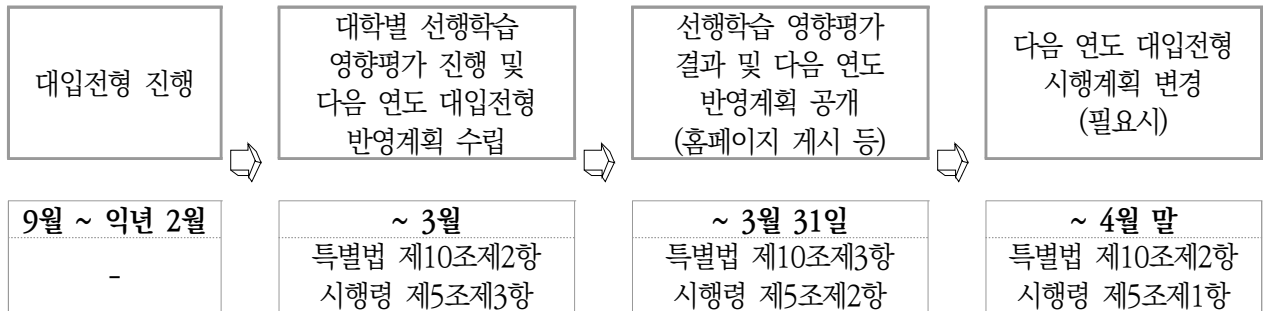 대입전형 진행
대학별 선행학습
영향평가 진행 및
다음 연도 대입전형
반영계획 수립
선행학습 영향평가
결과 및 다음 연도
반영계획 공개
(홈페이지 게시 등)
다음 연도 대입전형
시행계획 변경
(필요시)
9월 ~ 익년 2월
-
~ 3월
특별법 제10조제2항
시행령 제5조제3항
~ 3월 31일
특별법 제10조제3항
시행령 제5조제2항
~ 4월 말
특별법 제10조제2항
시행령 제5조제1항